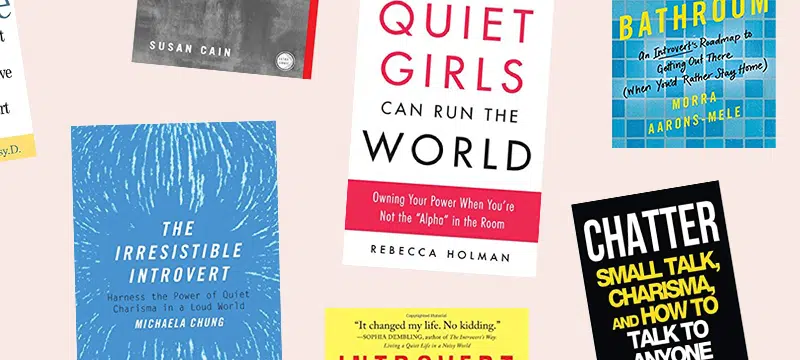 t
ve
rt
sy.D.
SUSAN CAIN
THE
IRRESISTIBLE
INTROVERT
Harness the Power of Quiet
Charisma in a Loud World
MICHAELA CHUNG
QUIET
GIRLS
CAN RUN THE
WORLD
Owning Your Power When You're
Not the "Alpha" in the Room
REBECCA HOLMAN
"It changed my life. No kidding."
—SOPHIA DEMBLING, author of The Introvert's Way:
Living a Quiet Life in a Noisy World
BATHROOM
An Introvert's Roadmap to
Getting Out There
(When You'd Rather Stay Home)
MORRA
AARONS-MELE
CHATTER
SMALL TALK,
CHARISMA,
AND HOW TO
TALK TO
ANYONE